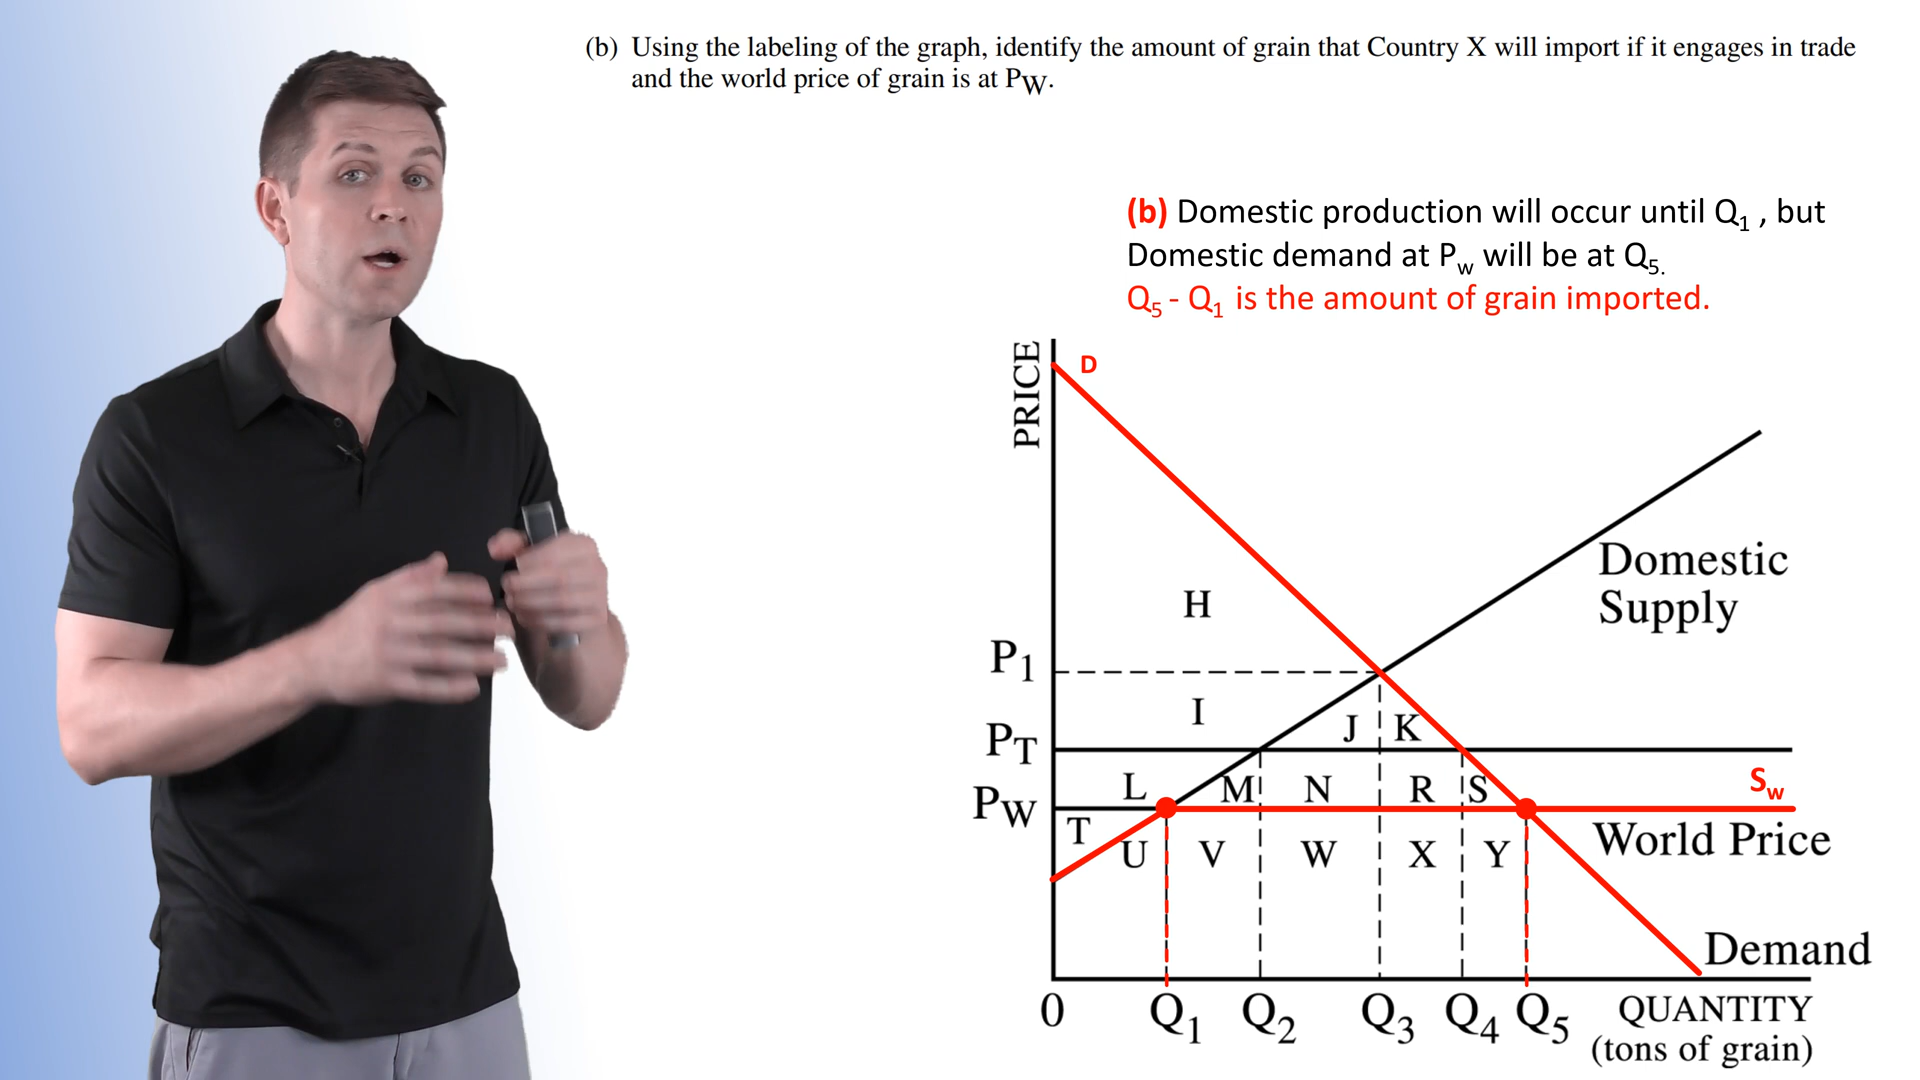 (b) Using the labeling of the graph, identify the amount of grain that Country X will import if it engages in trade
and the world price of grain is at PW.
(b) Domestic production will occur until Q1 , but
Domestic demand at Pw will be at Q5.
Q5 - Q1 is the amount of grain imported.
PRICE
D
Domestic
Supply
H
P1
I
J
K
PT
L
M
N
R
S
Sw
PW
T
World Price
U
V
W
X
Y
Demand
0
Q1
Q2
Q3
Q4
Q5
QUANTITY
(tons of grain)